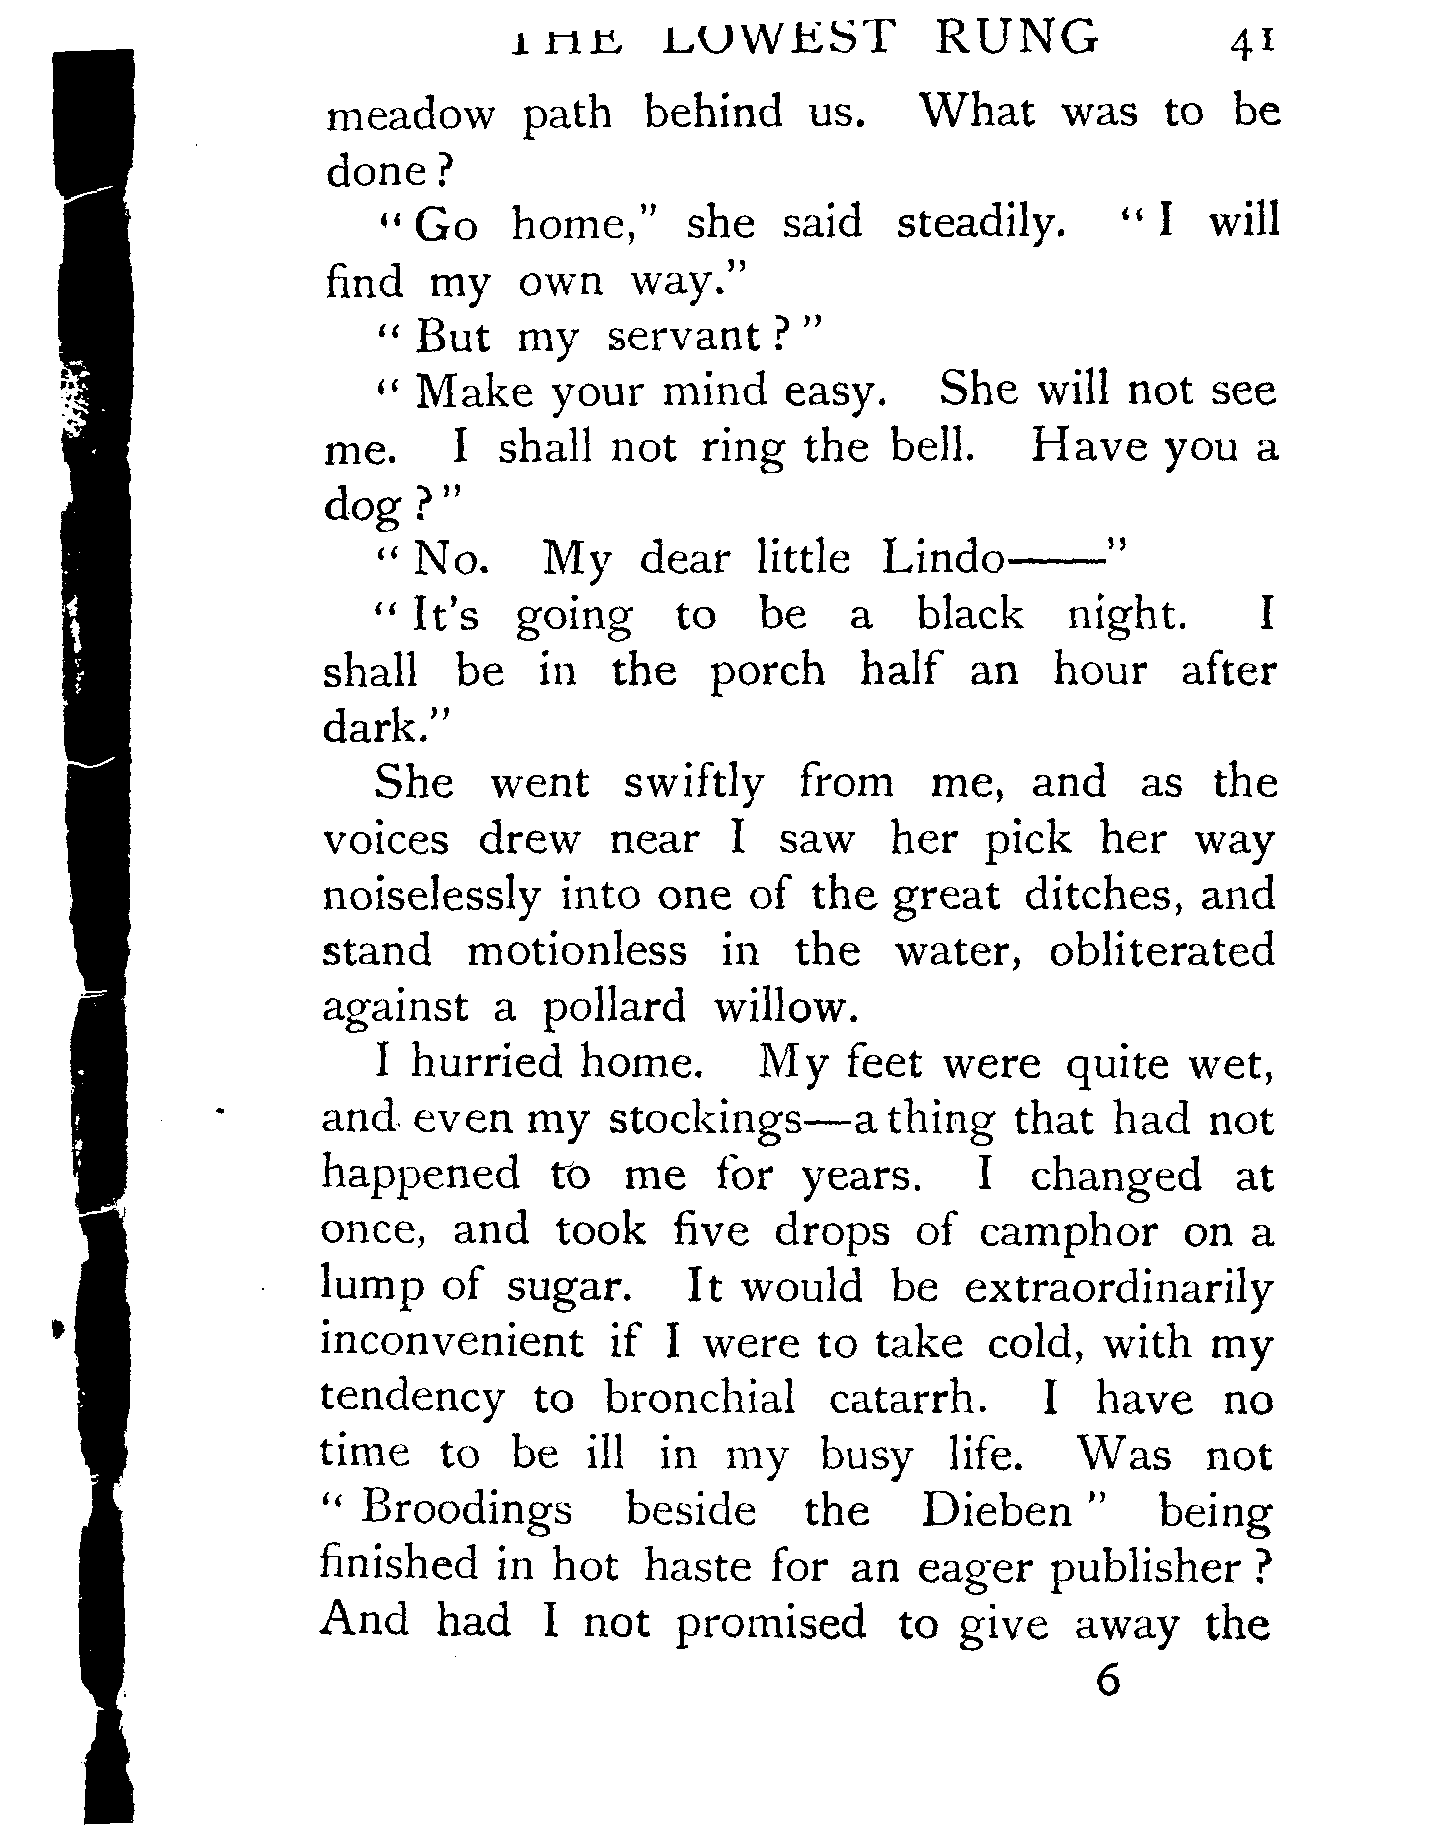 THE LOWEST RUNG 41
meadow path behind us. What was to be
done?
“Go home,” she said steadily. “I will
find my own way.”
“But my servant?”
“Make your mind easy. She will not see
me. I shall not ring the bell. Have you a
dog?”
“No. My dear little Lindo——”
“It's going to be a black night. I
shall be in the porch half an hour after
dark.”
She went swiftly from me, and as the
voices drew near I saw her pick her way
noiselessly into one of the great ditches, and
stand motionless in the water, obliterated
against a pollard willow.
I hurried home. My feet were quite wet,
and even my stockings—a thing that had not
happened to me for years. I changed at
once, and took five drops of camphor on a
lump of sugar. It would be extraordinarily
inconvenient if I were to take cold, with my
tendency to bronchial catarrh. I have no
time to be ill in my busy life. Was not
“Broodings beside the Dieben” being
finished in hot haste for an eager publisher?
And had I not promised to give away the
6